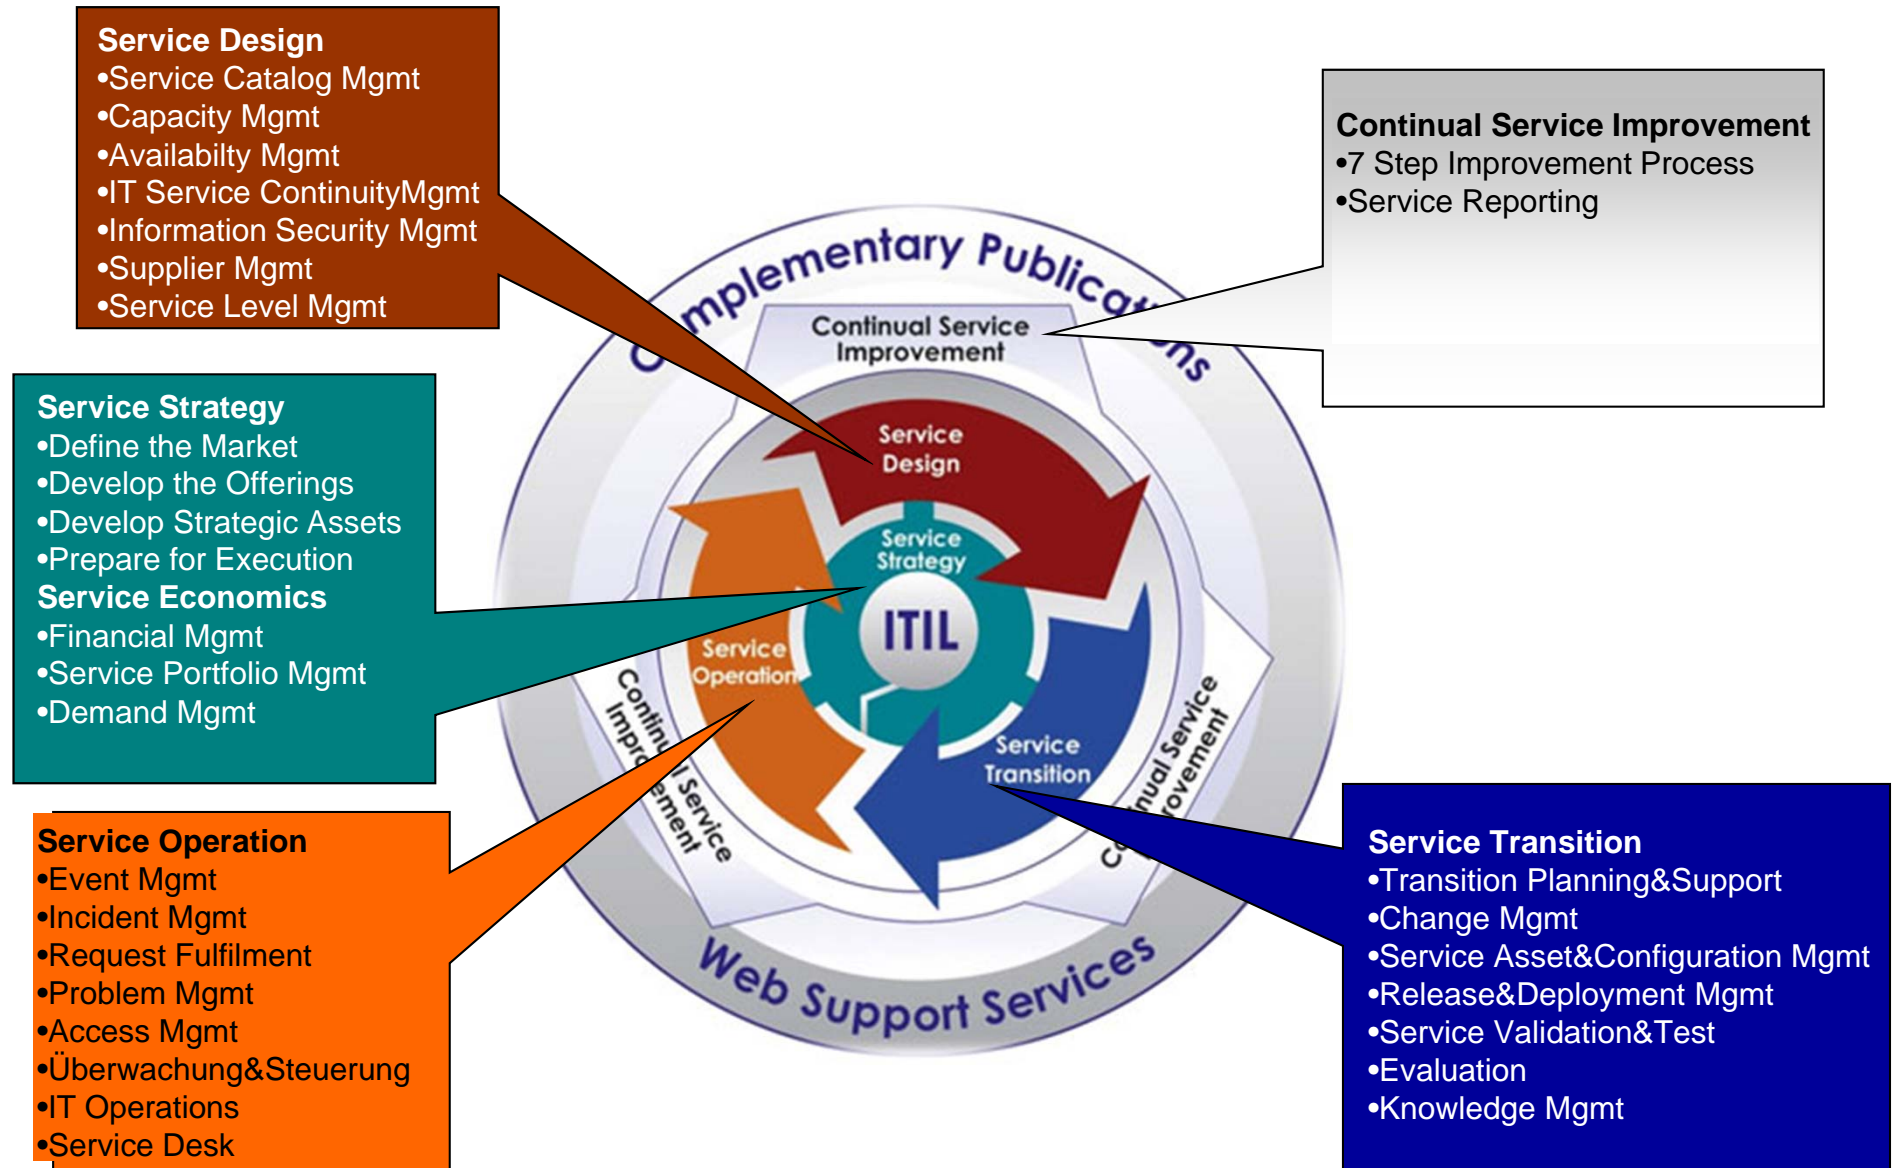 Service Design
•Service Catalog Mgmt
•Capacity Mgmt
•Availabilty Mgmt
•IT Service ContinuityMgmt
•Information Security Mgmt
•Supplier Mgmt
•Service Level Mgmt
Continual Service Improvement
•7 Step Improvement Process
•Service Reporting
Service Strategy
•Define the Market
•Develop the Offerings
•Develop Strategic Assets
•Prepare for Execution
Service Economics
•Financial Mgmt
•Service Portfolio Mgmt
•Demand Mgmt
Service Operation
•Event Mgmt
•Incident Mgmt
•Request Fulfilment
•Problem Mgmt
•Access Mgmt
•Überwachung&Steuerung
•IT Operations
•Service Desk
Service Transition
•Transition Planning&Support
•Change Mgmt
•Service Asset&Configuration Mgmt
•Release&Deployment Mgmt
•Service Validation&Test
•Evaluation
•Knowledge Mgmt
Complementary Publications
Continual Service
Improvement
Service
Design
Service
Strategy
ITIL
Service
Operation
Service
Transition
Continual Service
Improvement
Continual Service
Improvement
Web Support Services